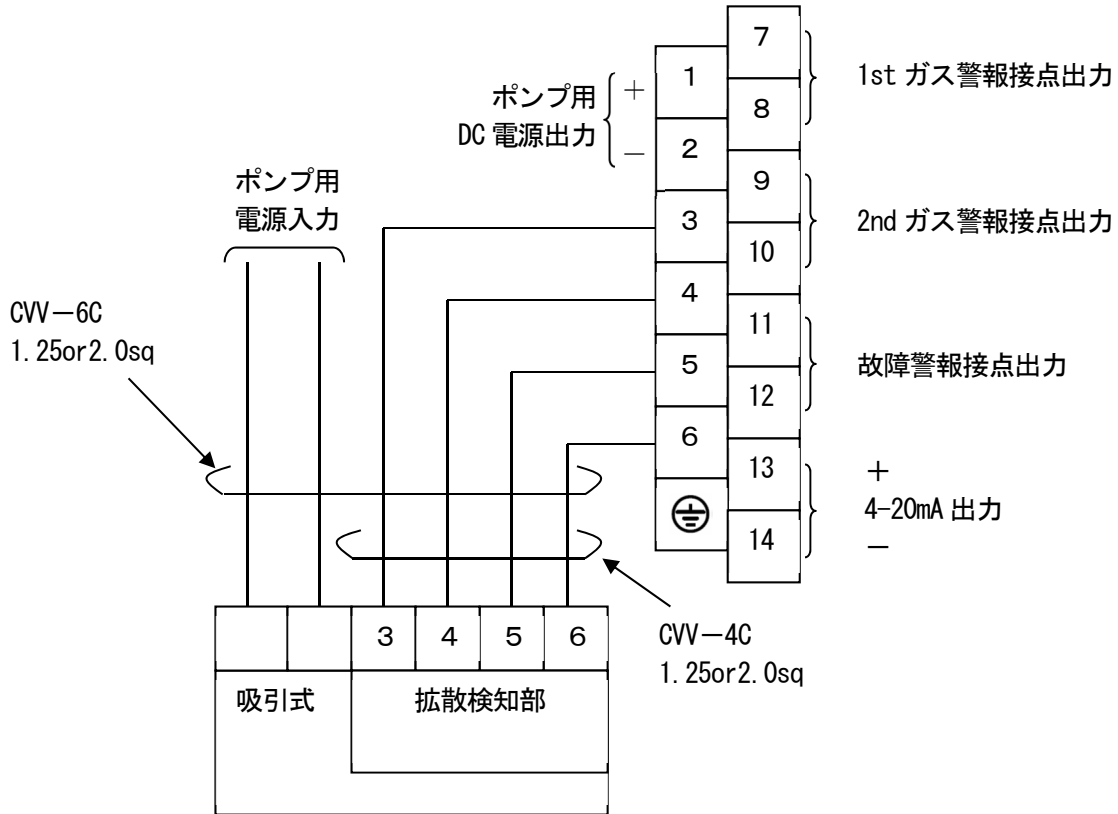 ポンプ用
DC 電源出力
+
−
1
2
3
4
5
6
7
8
9
10
11
12
13
14
1st ガス警報接点出力
2nd ガス警報接点出力
故障警報接点出力
+
4-20mA 出力
−
ポンプ用
電源入力
CVV−6C
1.25or2.0sq
CVV−4C
1.25or2.0sq
3 4 5 6
吸引式 拡散検知部